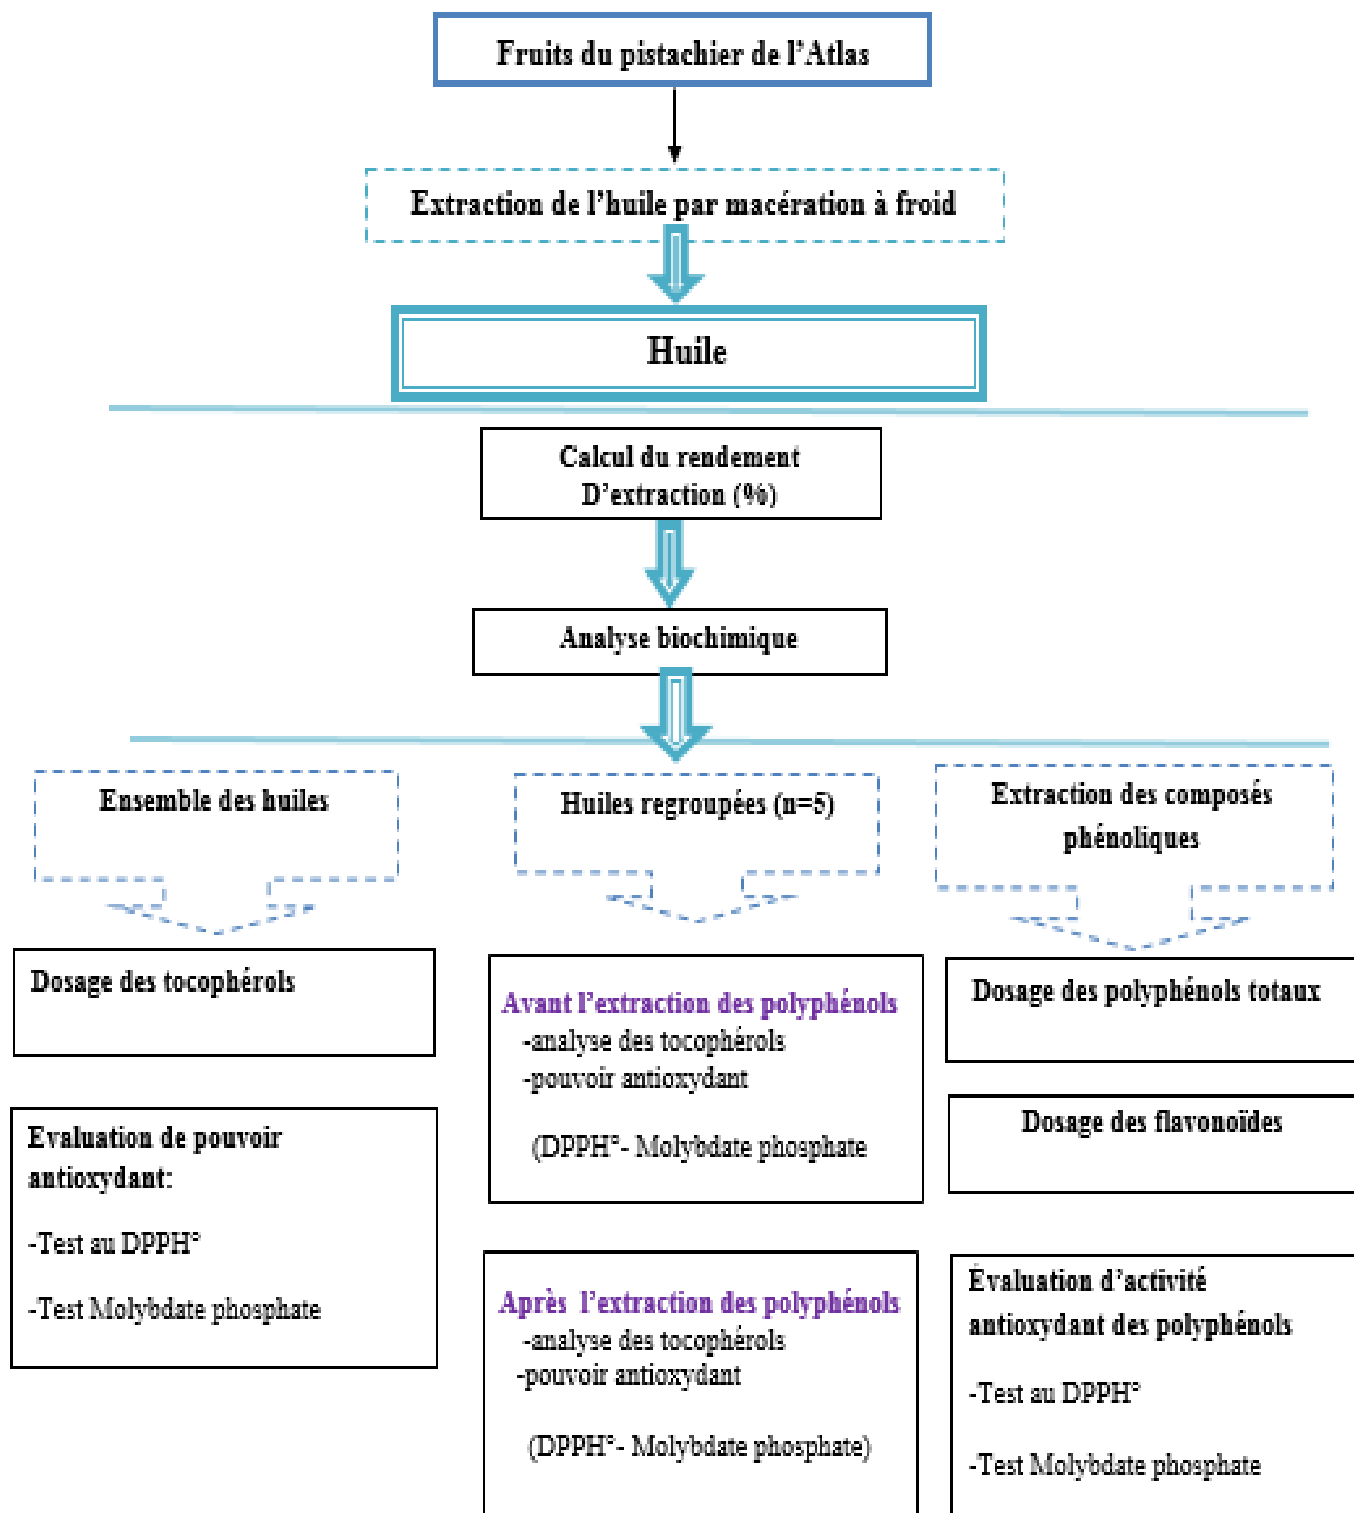 Fruits du pistachier de l'Atlas
Extraction de l'huile par macération à froid
Huile
Calcul du rendement
D'extraction (%)
Analyse biochimique
Ensemble des huiles
Dosage des tocophérols
Evaluation de pouvoir
antioxydant:
-Test au DPPH°
-Test Molybdate phosphate
Huiles regroupées (n=5)
Avant l'extraction des polyphénols
-analyse des tocophérols
-pouvoir antioxydant
(DPPH°- Molybdate phosphate
Après l'extraction des polyphénols
-analyse des tocophérols
-pouvoir antioxydant
(DPPH°- Molybdate phosphate)
Extraction des composés
phénoliques
Dosage des polyphénols totaux
Dosage des flavonoïdes
Évaluation d'activité
antioxydant des polyphénols
-Test au DPPH°
-Test Molybdate phosphate